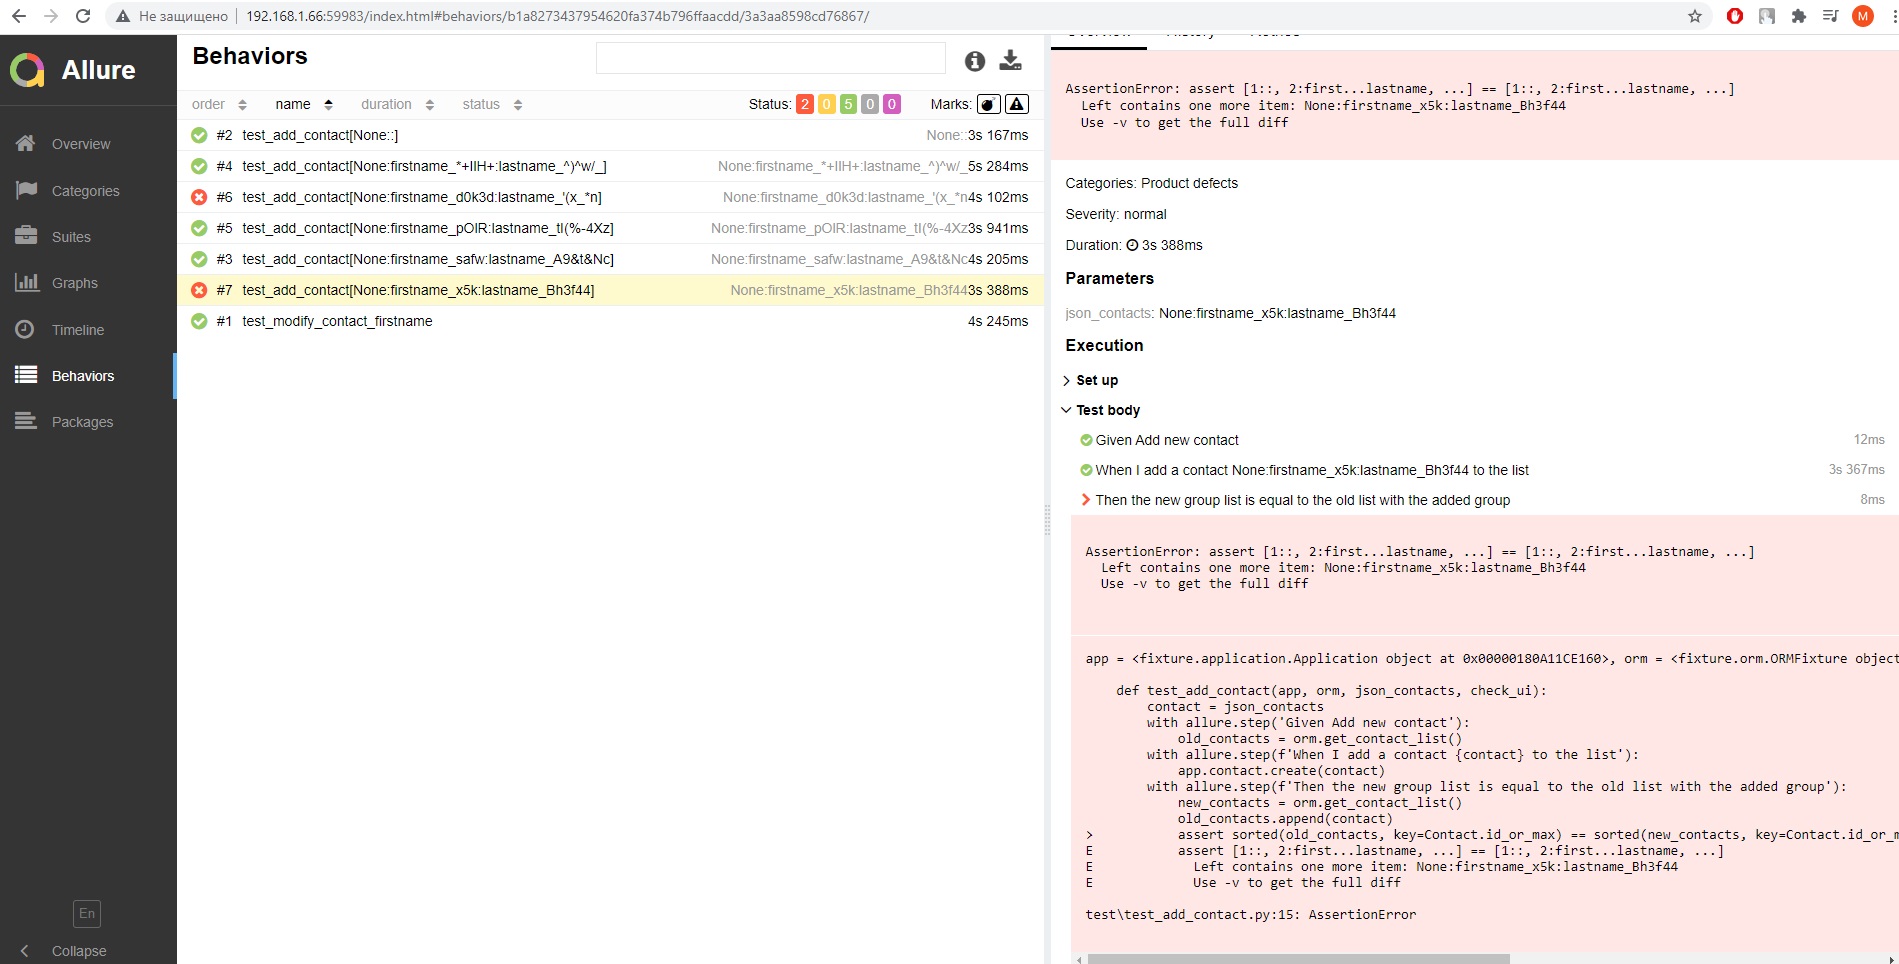 Не защищено 192.168.1.66:59983/index.html#behaviors/b1a8273437954620fa374b796ffaacdd/3a3aa8598cd76867/
M
Allure
Overview
Categories
Suites
Graphs
Timeline
Behaviors
Packages
En
Collapse
Behaviors
order name duration status Status: 2 0 5 0 0 Marks:
#2 test_add_contact[None::] None::3s 167ms
#4 test_add_contact[None:firstname_*+IIH+:lastname_^)^w/_] None:firstname_*+IIH+:lastname_^)^w/_5s 284ms
#6 test_add_contact[None:firstname_d0k3d:lastname_'(x_*n] None:firstname_d0k3d:lastname_'(x_*n4s 102ms
#5 test_add_contact[None:firstname_pOlR:lastname_tI(%-4Xz] None:firstname_pOlR:lastname_tI(%-4Xz3s 941ms
#3 test_add_contact[None:firstname_safw:lastname_A9&t&Nc] None:firstname_safw:lastname_A9&t&Nc4s 205ms
#7 test_add_contact[None:firstname_x5k:lastname_Bh3f44] None:firstname_x5k:lastname_Bh3f443s 388ms
#1 test_modify_contact_firstname 4s 245ms
Overview History Retries
AssertionError: assert [1::, 2:first...lastname, ...] == [1::, 2:first...lastname, ...]
Left contains one more item: None:firstname_x5k:lastname_Bh3f44
Use -v to get the full diff
Categories: Product defects
Severity: normal
Duration: 3s 388ms
Parameters
json_contacts: None:firstname_x5k:lastname_Bh3f44
Execution
Set up
Test body
Given Add new contact 12ms
When I add a contact None:firstname_x5k:lastname_Bh3f44 to the list 3s 367ms
Then the new group list is equal to the old list with the added group 8ms
AssertionError: assert [1::, 2:first...lastname, ...] == [1::, 2:first...lastname, ...]
Left contains one more item: None:firstname_x5k:lastname_Bh3f44
Use -v to get the full diff
app = <fixture.application.Application object at 0x00000180A11CE160>, orm = <fixture.orm.ORMFixture object
def test_add_contact(app, orm, json_contacts, check_ui):
contact = json_contacts
with allure.step('Given Add new contact'):
old_contacts = orm.get_contact_list()
with allure.step(f'When I add a contact {contact} to the list'):
app.contact.create(contact)
with allure.step(f'Then the new group list is equal to the old list with the added group'):
new_contacts = orm.get_contact_list()
old_contacts.append(contact)
> assert sorted(old_contacts, key=Contact.id_or_max) == sorted(new_contacts, key=Contact.id_or_m
E assert [1::, 2:first...lastname, ...] == [1::, 2:first...lastname, ...]
E Left contains one more item: None:firstname_x5k:lastname_Bh3f44
E Use -v to get the full diff
test\test_add_contact.py:15: AssertionError